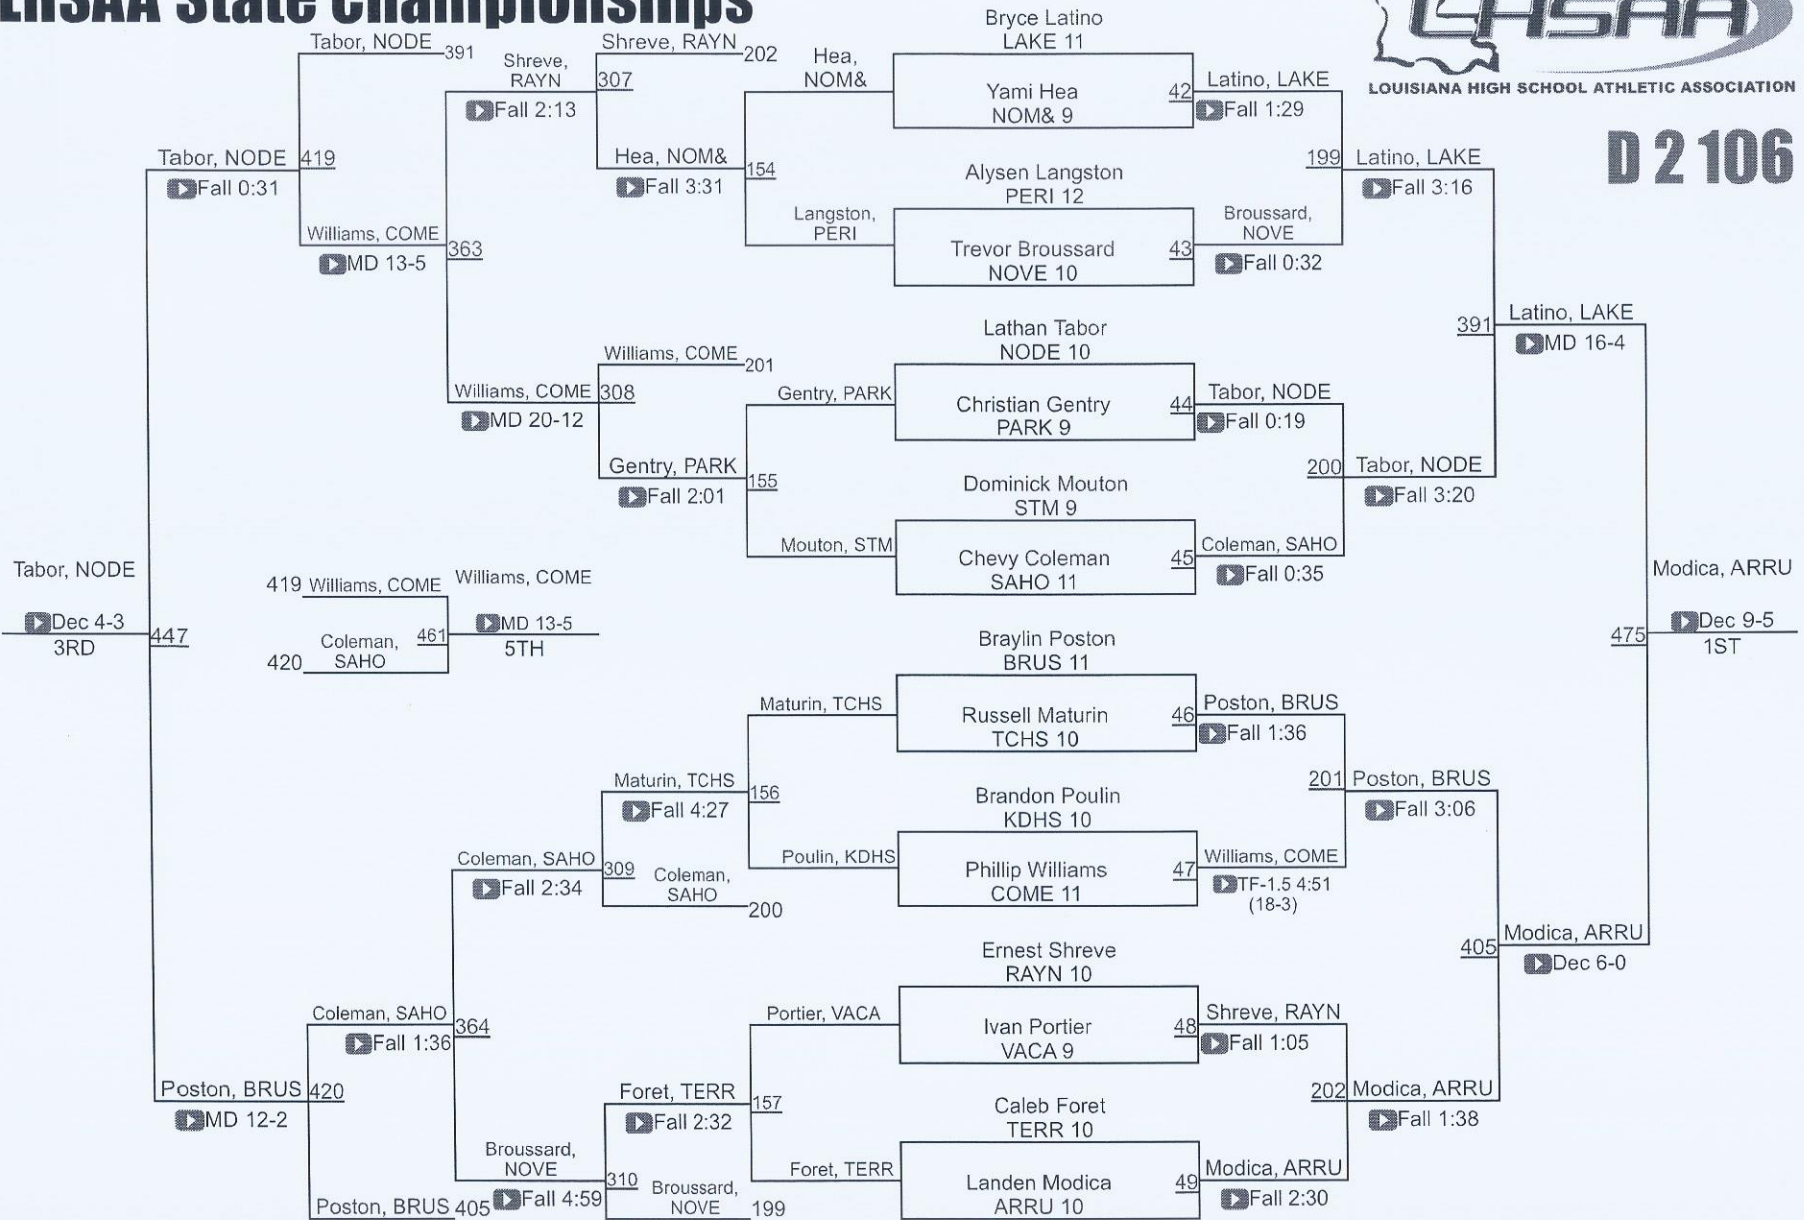 LHSAA State Championships
LHSAA
LOUISIANA HIGH SCHOOL ATHLETIC ASSOCIATION
D 2 106
Tabor, NODE
391
Shreve,
RAYN
Fall 2:13
Shreve, RAYN
202
307
Hea,
NOM&
Bryce Latino
LAKE 11
Yami Hea
NOM& 9
42
Latino, LAKE
Fall 1:29
Tabor, NODE
419
Fall 0:31
Hea, NOM&
Fall 3:31
154
Alysen Langston
PERI 12
199
Latino, LAKE
Fall 3:16
Williams, COME
MD 13-5
363
Langston,
PERI
Trevor Broussard
NOVE 10
43
Broussard,
NOVE
Fall 0:32
391
Latino, LAKE
MD 16-4
Williams, COME
201
Williams, COME
308
MD 20-12
Gentry, PARK
Lathan Tabor
NODE 10
Christian Gentry
PARK 9
44
Tabor, NODE
Fall 0:19
Gentry, PARK
Fall 2:01
155
Dominick Mouton
STM 9
200
Tabor, NODE
Fall 3:20
Mouton, STM
Chevy Coleman
SAHO 11
45
Coleman, SAHO
Fall 0:35
Tabor, NODE
Dec 4-3
3RD
447
419 Williams, COME
Williams, COME
Coleman,
SAHO
420
461
MD 13-5
5TH
Modica, ARRU
475
Dec 9-5
1ST
Maturin, TCHS
Braylin Poston
BRUS 11
Russell Maturin
TCHS 10
46
Poston, BRUS
Fall 1:36
Maturin, TCHS
Fall 4:27
156
Brandon Poulin
KDHS 10
201
Poston, BRUS
Fall 3:06
Coleman, SAHO
Fall 2:34
309
Coleman,
SAHO
200
Poulin, KDHS
Phillip Williams
COME 11
47
Williams, COME
TF-1.5 4:51
(18-3)
405
Modica, ARRU
Dec 6-0
Coleman, SAHO
Fall 1:36
364
Portier, VACA
Ernest Shreve
RAYN 10
Ivan Portier
VACA 9
48
Shreve, RAYN
Fall 1:05
Poston, BRUS
420
MD 12-2
Foret, TERR
Fall 2:32
157
Caleb Foret
TERR 10
202
Modica, ARRU
Fall 1:38
Broussard,
NOVE
Fall 4:59
310
Broussard,
NOVE
199
Foret, TERR
Landen Modica
ARRU 10
49
Modica, ARRU
Fall 2:30
Poston, BRUS
405